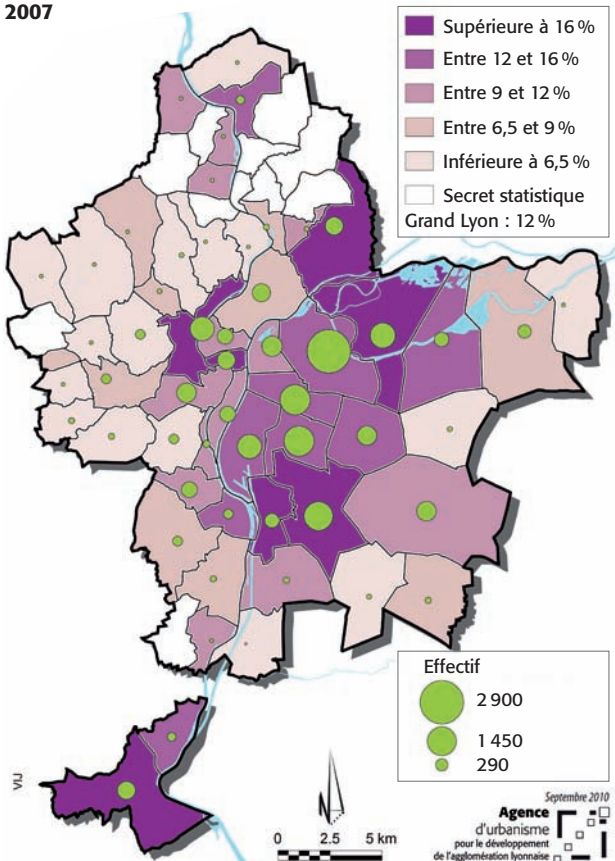 2007
Supérieure à 16 %
Entre 12 et 16 %
Entre 9 et 12 %
Entre 6,5 et 9 %
Inférieure à 6,5 %
Secret statistique
Grand Lyon : 12 %
Effectif
2 900
1 450
290
VIJ
N
0 2.5 5 km
Septembre 2010
Agence
d'urbanisme
pour le développement
de l'agglomération lyonnaise